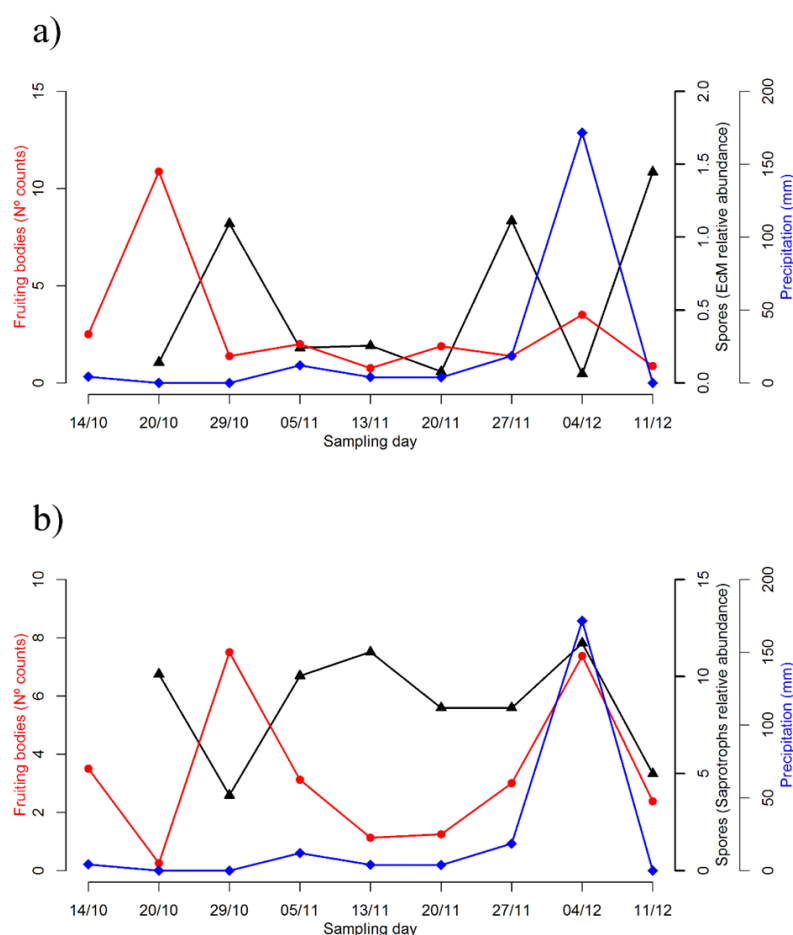 a)
Fruiting bodies (Nº counts)
0
5
10
15
14/10 20/10 29/10 05/11 13/11 20/11 27/11 04/12 11/12
Sampling day
0.0
0.5
1.0
1.5
2.0
Spores (EcM relative abundance)
0
50
100
150
200
Precipitation (mm)
b)
Fruiting bodies (Nº counts)
0
2
4
6
8
10
14/10 20/10 29/10 05/11 13/11 20/11 27/11 04/12 11/12
Sampling day
0
5
10
15
Spores (Saprotrophs relative abundance)
0
50
100
150
200
Precipitation (mm)